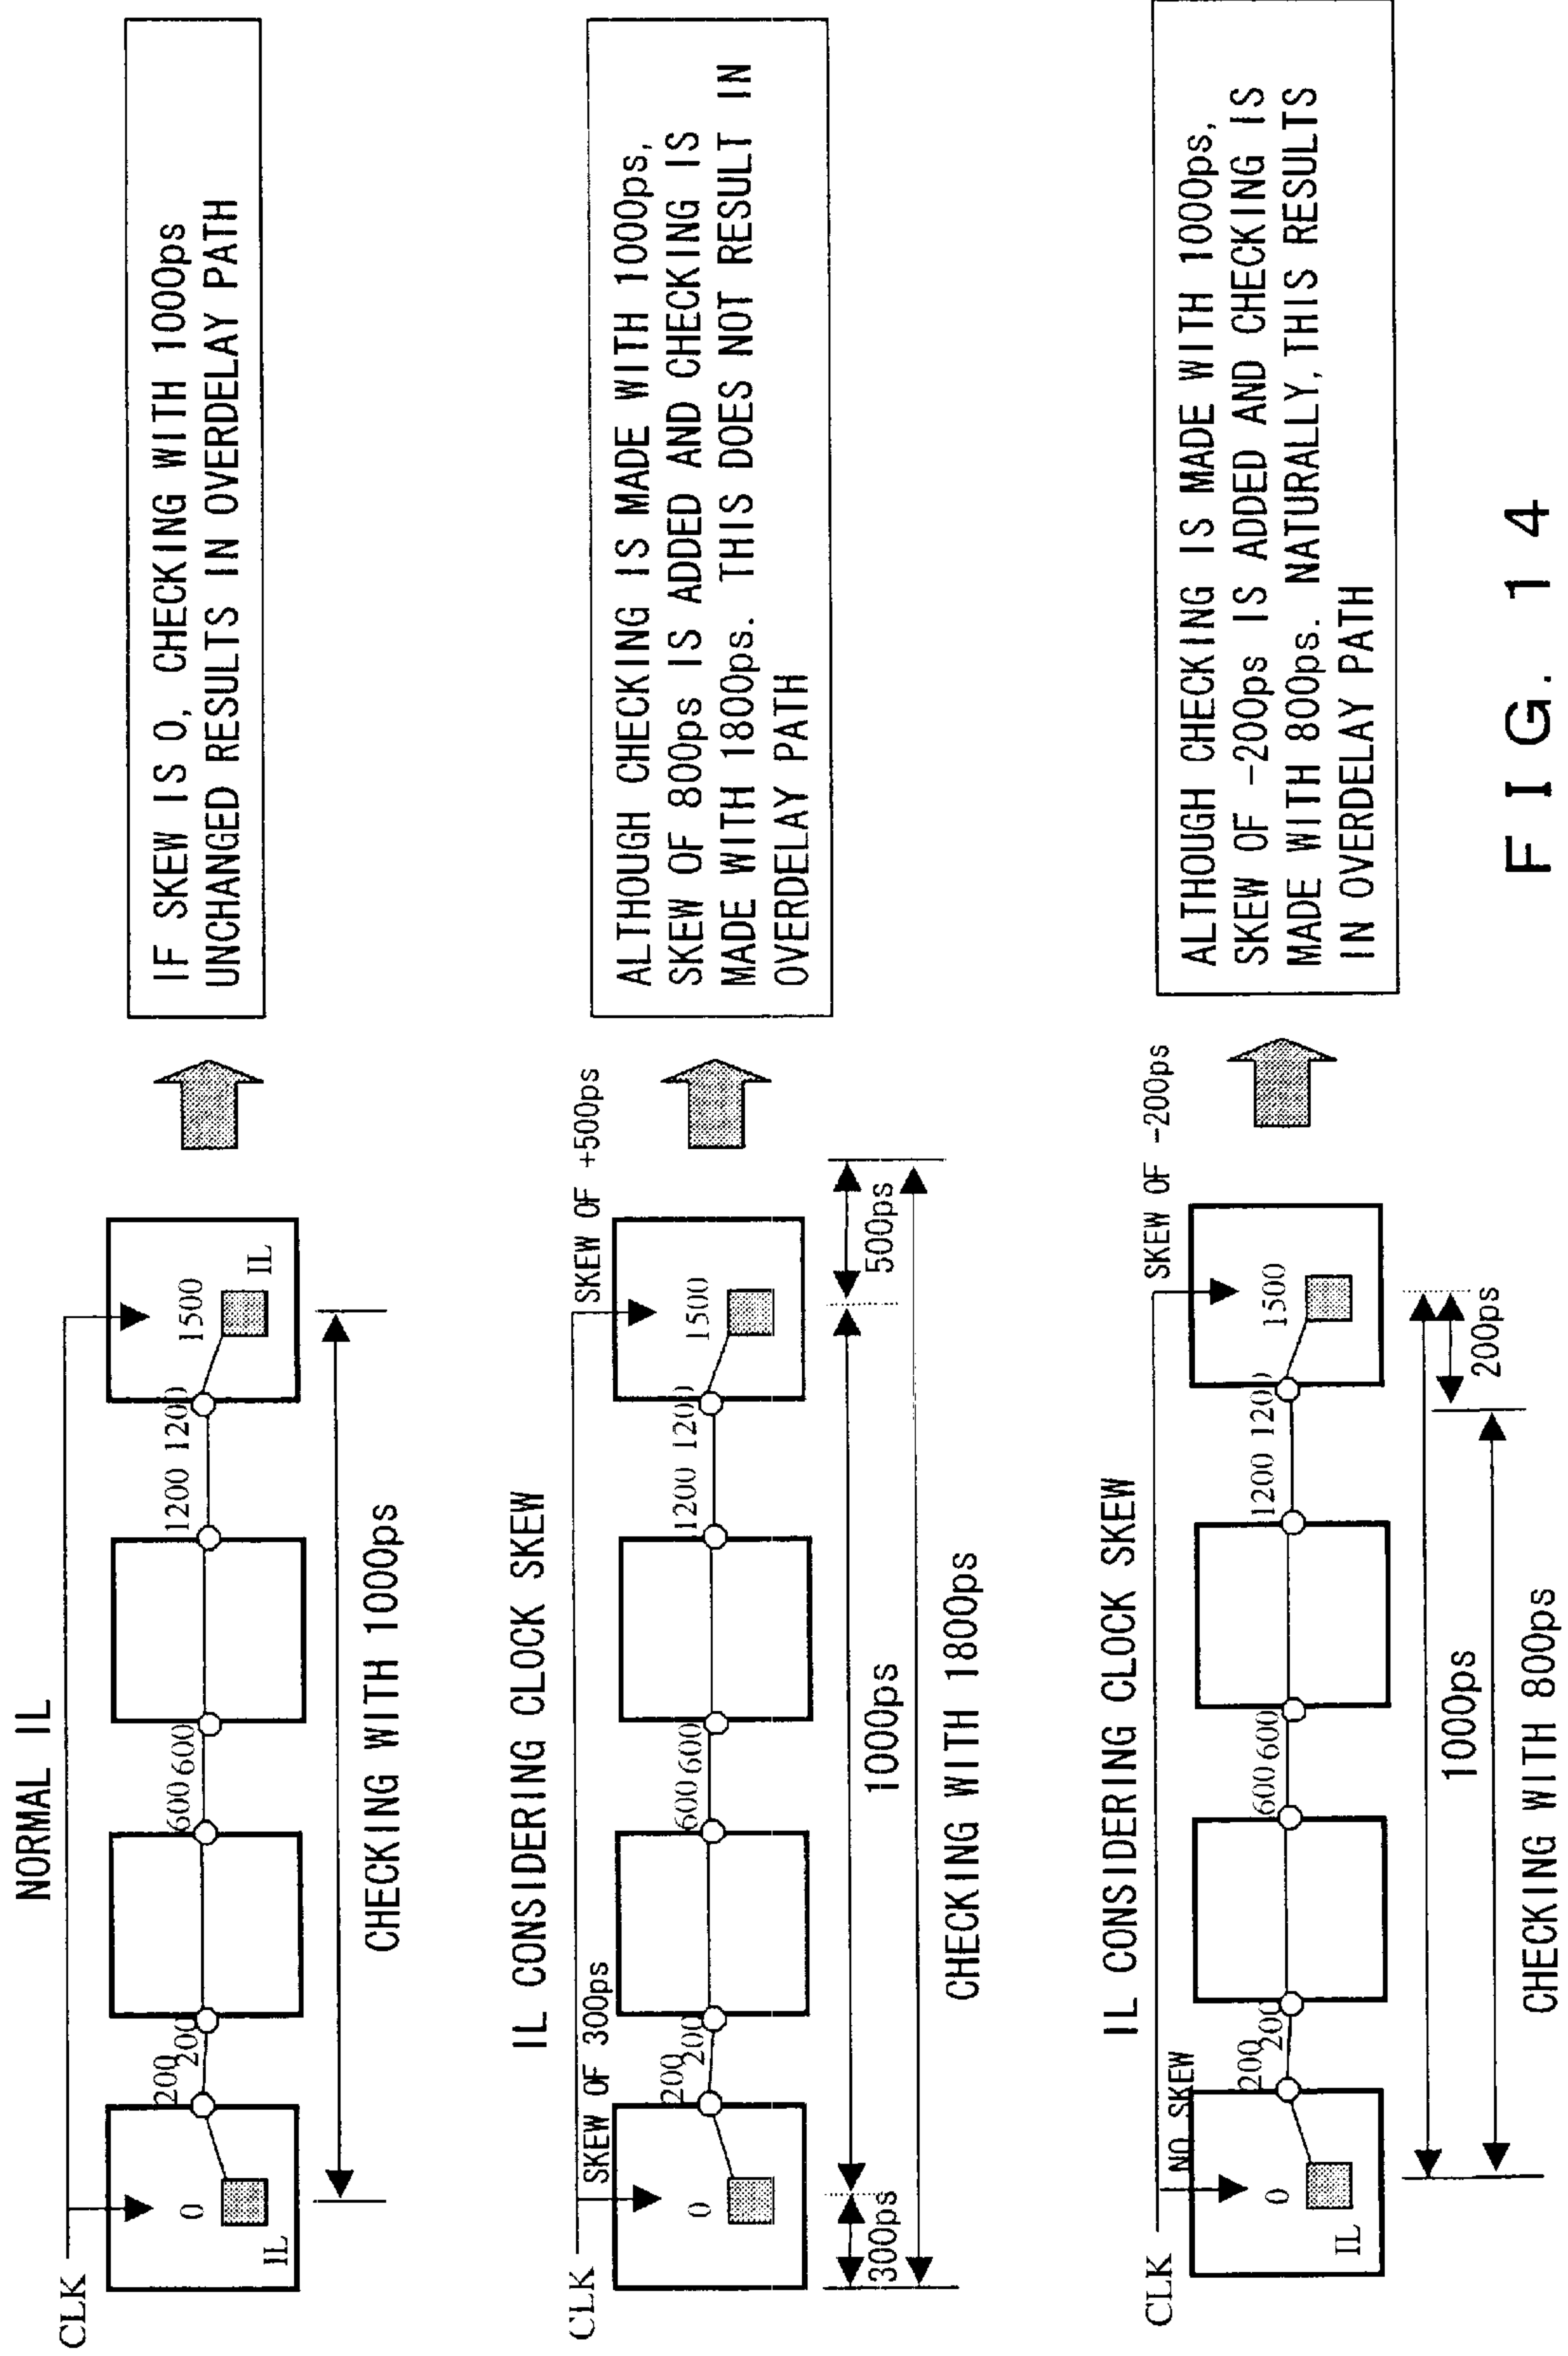 NORMAL IL
CLK
0
IL
200
200
600
600
1200
1200
1500
IL
CHECKING WITH 1000ps
IF SKEW IS 0, CHECKING WITH 1000ps
UNCHANGED RESULTS IN OVERDELAY PATH
IL CONSIDERING CLOCK SKEW
CLK
SKEW OF 300ps
SKEW OF +500ps
0
200
200
600
600
1200
120
1500
300ps
1000ps
500ps
CHECKING WITH 1800ps
ALTHOUGH CHECKING IS MADE WITH 1000ps,
SKEW OF 800ps IS ADDED AND CHECKING IS
MADE WITH 1800ps. THIS DOES NOT RESULT IN
OVERDELAY PATH
IL CONSIDERING CLOCK SKEW
CLK
NO SKEW
SKEW OF -200ps
0
IL
200
200
600
600
1200
120
1500
200ps
1000ps
CHECKING WITH 800ps
ALTHOUGH CHECKING IS MADE WITH 1000ps,
SKEW OF -200ps IS ADDED AND CHECKING IS
MADE WITH 800ps. NATURALLY, THIS RESULTS
IN OVERDELAY PATH
FIG. 14